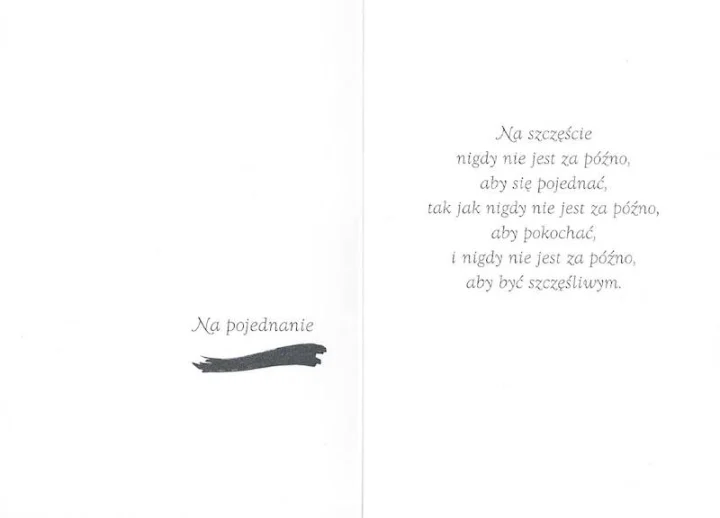 Na pojednanie
Na szczęście
nigdy nie jest za późno,
aby się pojednać,
tak jak nigdy nie jest za późno,
aby pokochać,
i nigdy nie jest za późno,
aby być szczęśliwym.